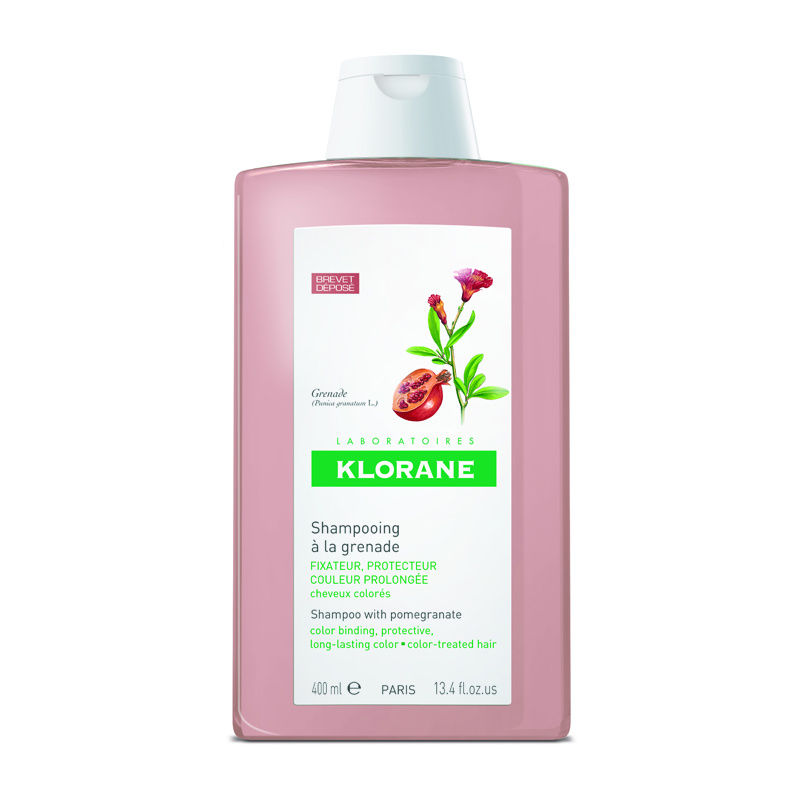 BREVET
DÉPOSÉ
Grenade
(Punica granatum L.)
LABORATOIRES
KLORANE
Shampooing
à la grenade
FIXATEUR, PROTECTEUR
COULEUR PROLONGÉE
cheveux colorés
Shampoo with pomegranate
color binding, protective,
long-lasting color ▪ color-treated hair
400 ml ℮ PARIS 13.4 fl.oz.us